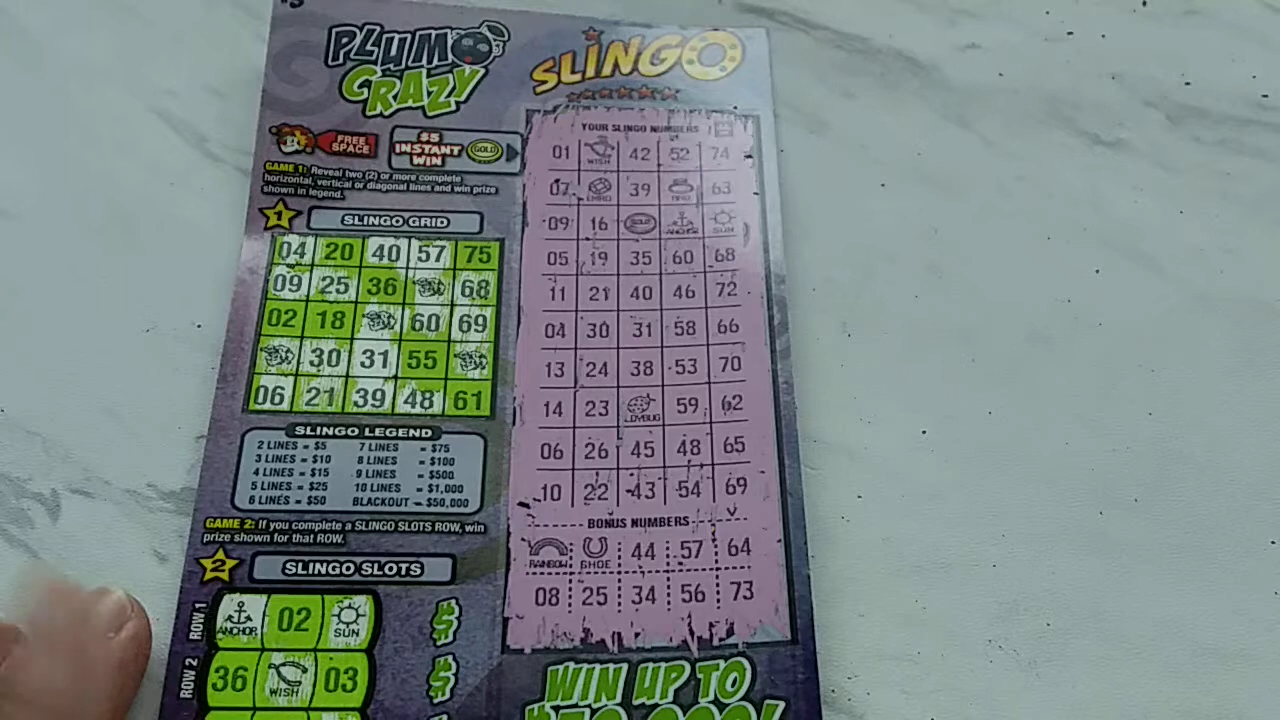 PLUM
CRAZY
SLINGO
FREE SPACE
$5 INSTANT WIN
GOLD
GAME 1: Reveal two (2) or more complete
horizontal, vertical or diagonal lines and win prize
shown in legend.
1
SLINGO GRID
04 20 40 57 75
09 25 36 68
02 18 60 69
30 31 55
06 21 39 48 61
SLINGO LEGEND
2 LINES = $5 7 LINES = $75
3 LINES = $10 8 LINES = $100
4 LINES = $15 9 LINES = $500
5 LINES = $25 10 LINES = $1,000
6 LINES = $50 BLACKOUT = $50,000
GAME 2: If you complete a SLINGO SLOTS ROW, win
prize shown for that ROW.
2
SLINGO SLOTS
ROW 1
ANCHOR 02 SUN $
ROW 2
36 WISH 03 $
YOUR SLINGO NUMBERS
01 WISH 42 52 74
07 EMRD 39 RNG 63
09 16 GOLD ANCHOR SUN
05 19 35 60 68
11 21 40 46 72
04 30 31 58 66
13 24 38 53 70
14 23 LDYBUG 59 62
06 26 45 48 65
10 22 43 54 69
BONUS NUMBERS
RAINBOW SHOE 44 57 64
08 25 34 56 73
WIN UP TO